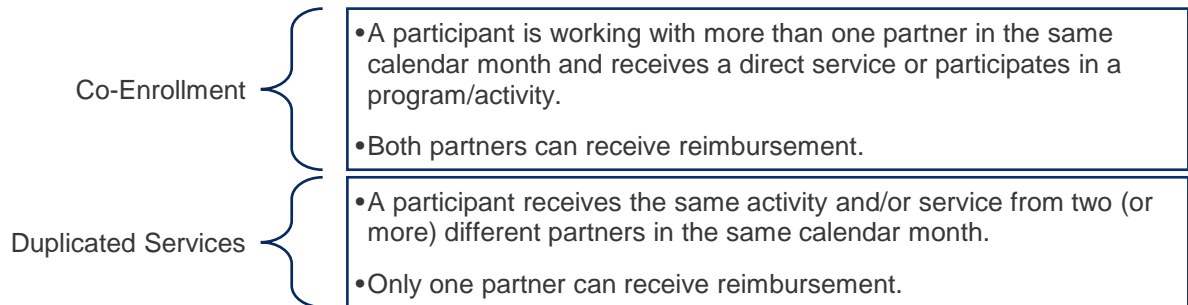 Co-Enrollment
•A participant is working with more than one partner in the same
calendar month and receives a direct service or participates in a
program/activity.
•Both partners can receive reimbursement.
Duplicated Services
•A participant receives the same activity and/or service from two (or
more) different partners in the same calendar month.
•Only one partner can receive reimbursement.